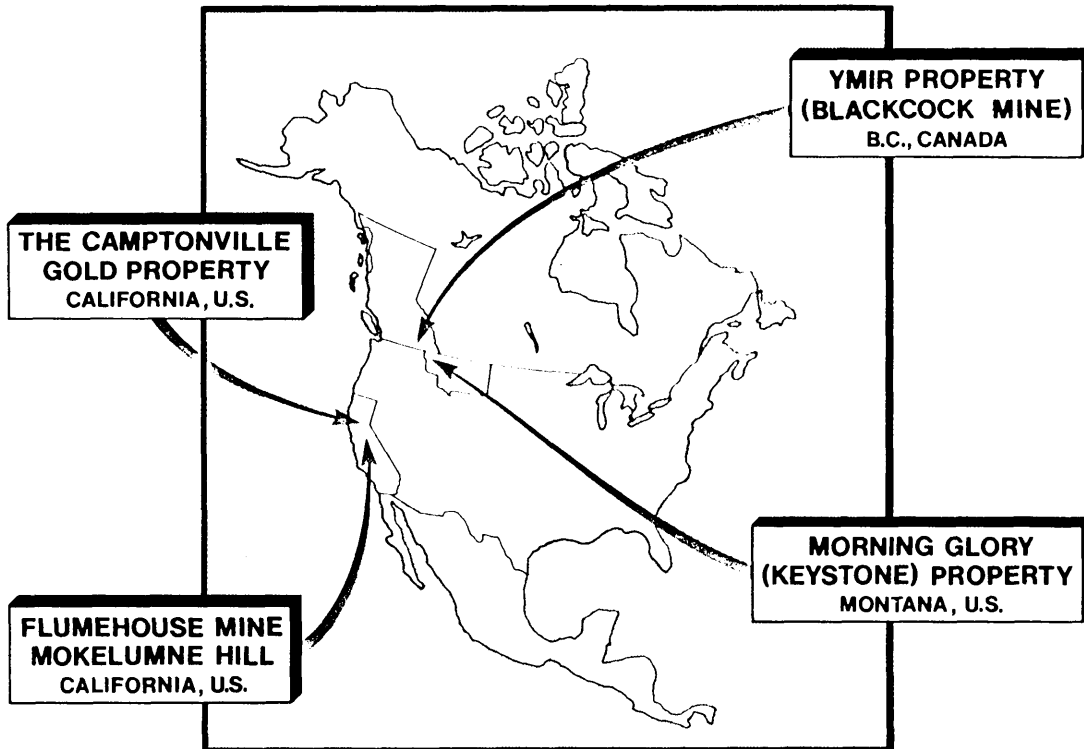 YMIR PROPERTY
(BLACKCOCK MINE)
B.C., CANADA
THE CAMPTONVILLE
GOLD PROPERTY
CALIFORNIA, U.S.
MORNING GLORY
(KEYSTONE) PROPERTY
MONTANA, U.S.
FLUMEHOUSE MINE
MOKELUMNE HILL
CALIFORNIA, U.S.